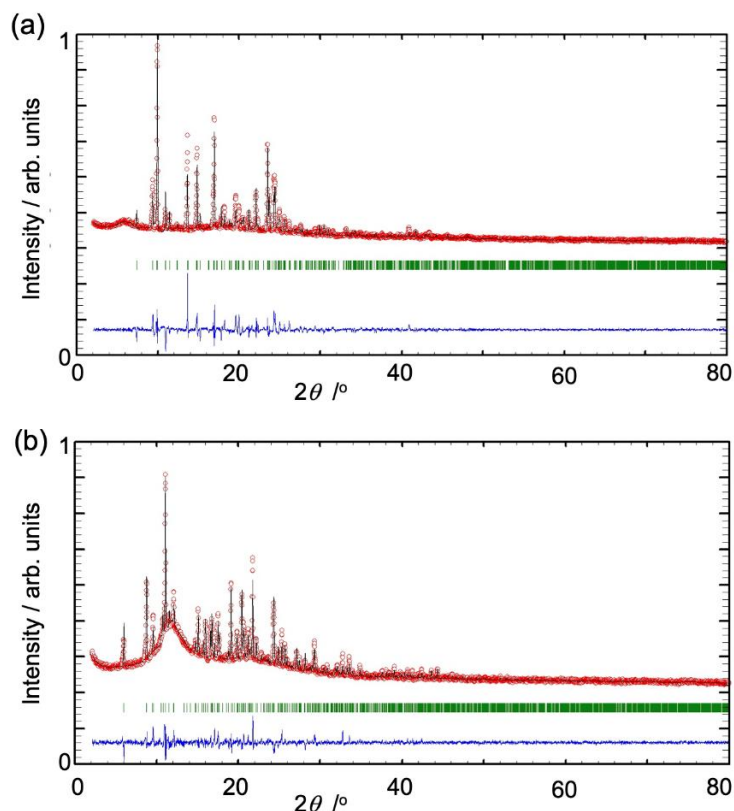 (a)
1
Intensity / arb. units
0
0 20 40 60 80
2θ /°
(b)
1
Intensity / arb. units
0
0 20 40 60 80
2θ /°